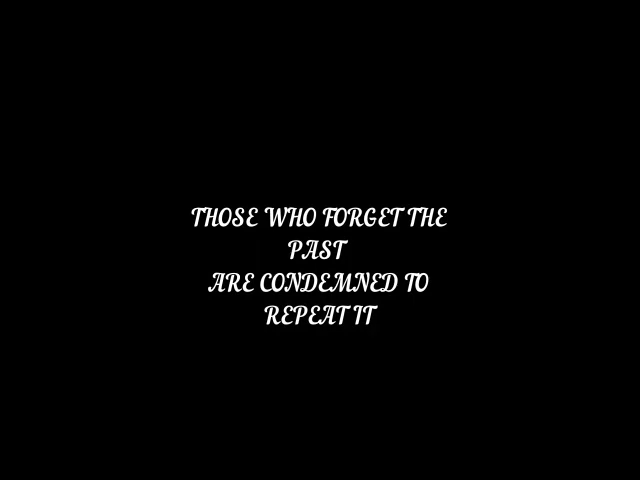 THOSE WHO FORGET THE
PAST
ARE CONDEMNED TO
REPEAT IT